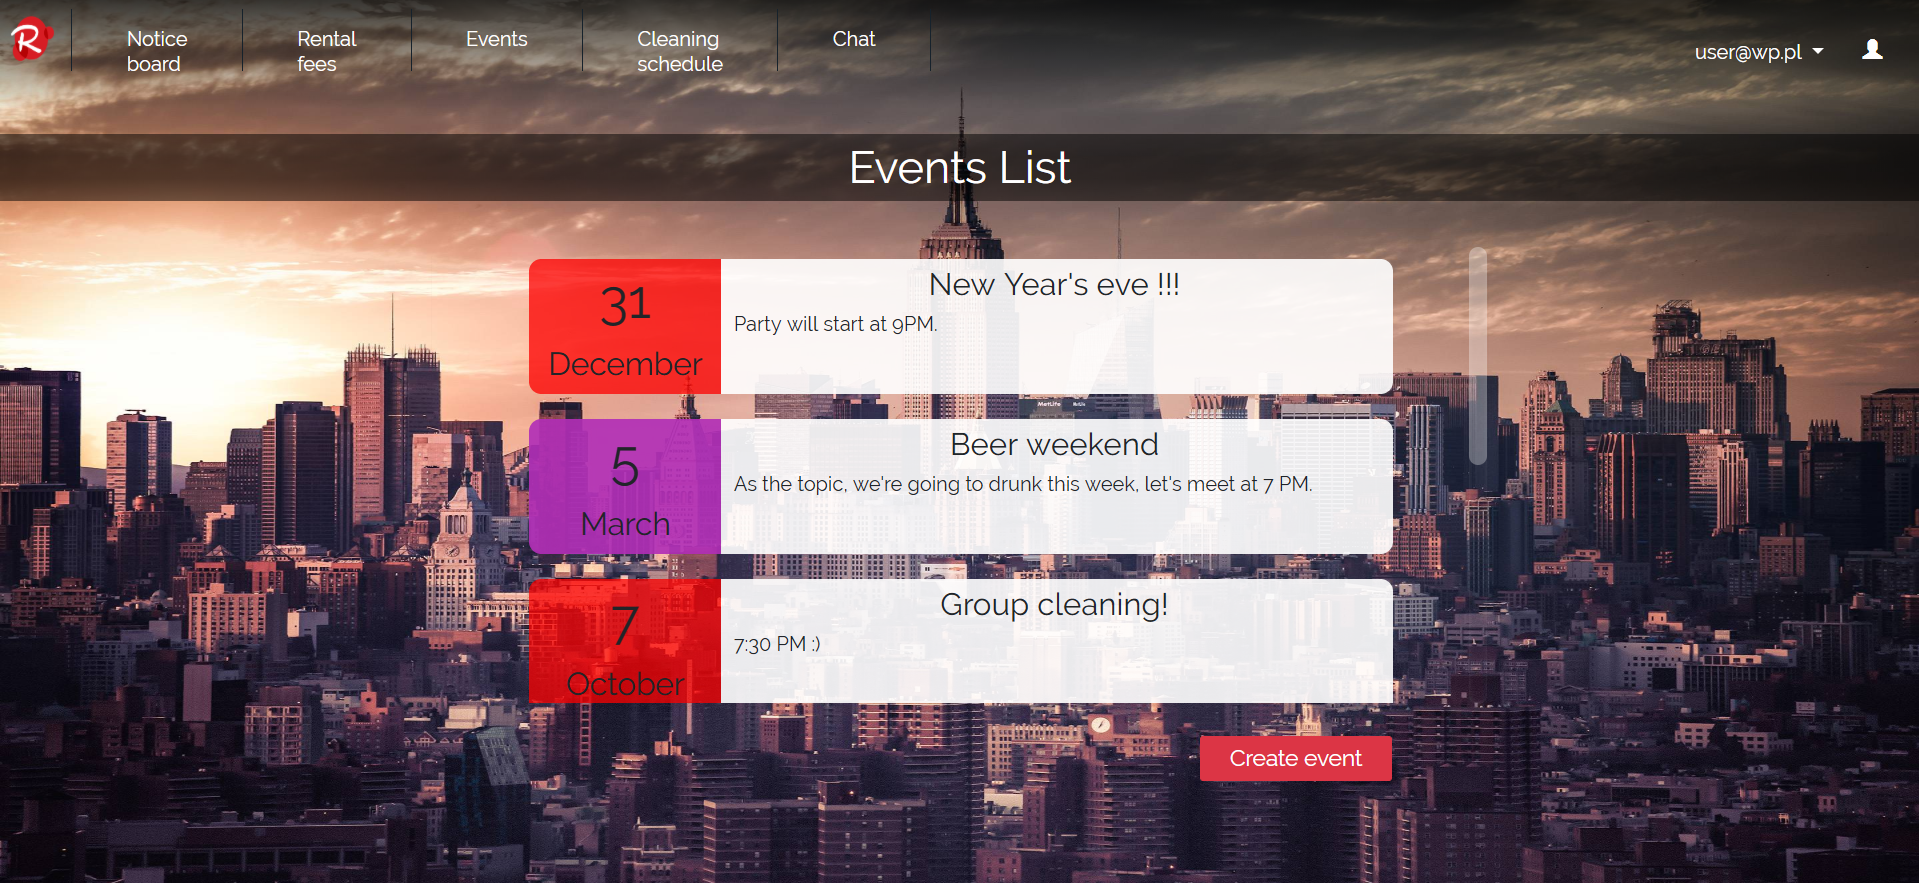 R
Notice
board
Rental
fees
Events
Cleaning
schedule
Chat
user@wp.pl
Events List
31
December
New Year's eve !!!
Party will start at 9PM.
MetLife
5
March
Beer weekend
As the topic, we're going to drunk this week, let's meet at 7 PM.
7
October
Group cleaning!
7:30 PM :)
Create event